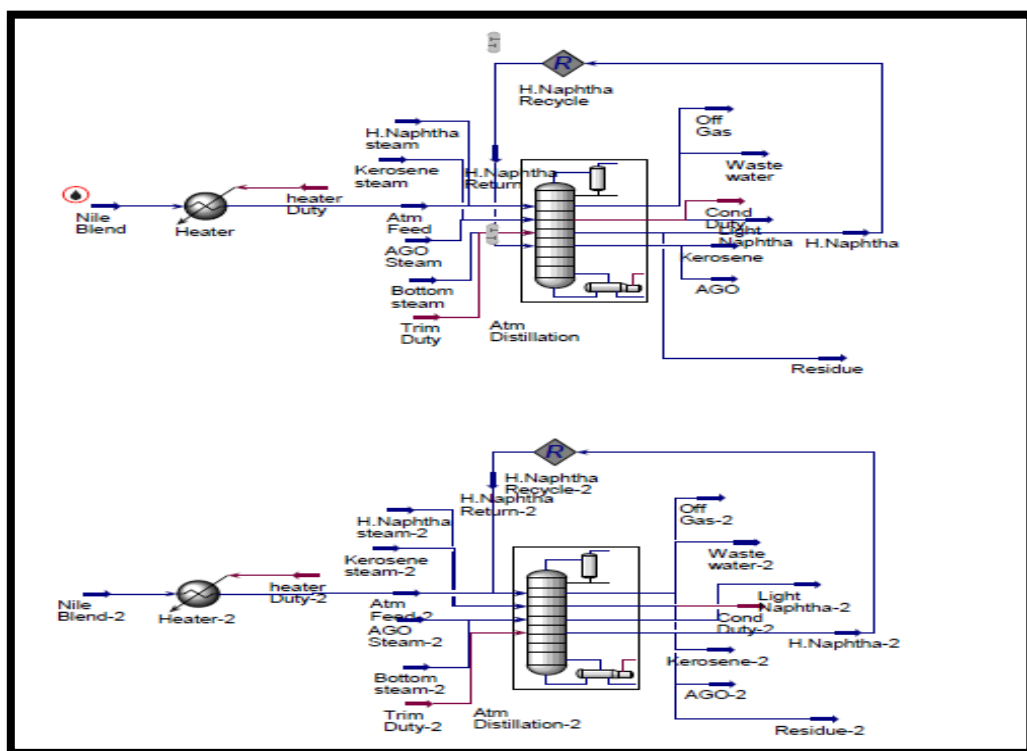 R
H.Naphtha
Recycle
H.Naphtha
steam
Kerosene
steam
H.Naphtha
Return
Off
Gas
Waste
water
Nile
Blend
Heater
heater
Duty
Atm
Feed
AGO
Steam
Bottom
steam
Trim
Duty
Atm
Distillation
Cond
Duty
Light
Naphtha
H.Naphtha
Kerosene
AGO
Residue
R
H.Naphtha
Recycle-2
H.Naphtha
Return-2
H.Naphtha
steam-2
Kerosene
steam-2
Off
Gas-2
Waste
water-2
Nile
Blend-2
Heater-2
heater
Duty-2
Atm
Feed-2
AGO
Steam-2
Bottom
steam-2
Trim
Duty-2
Atm
Distillation-2
Light
Naphtha-2
Cond
Duty-2
H.Naphtha-2
Kerosene-2
AGO-2
Residue-2